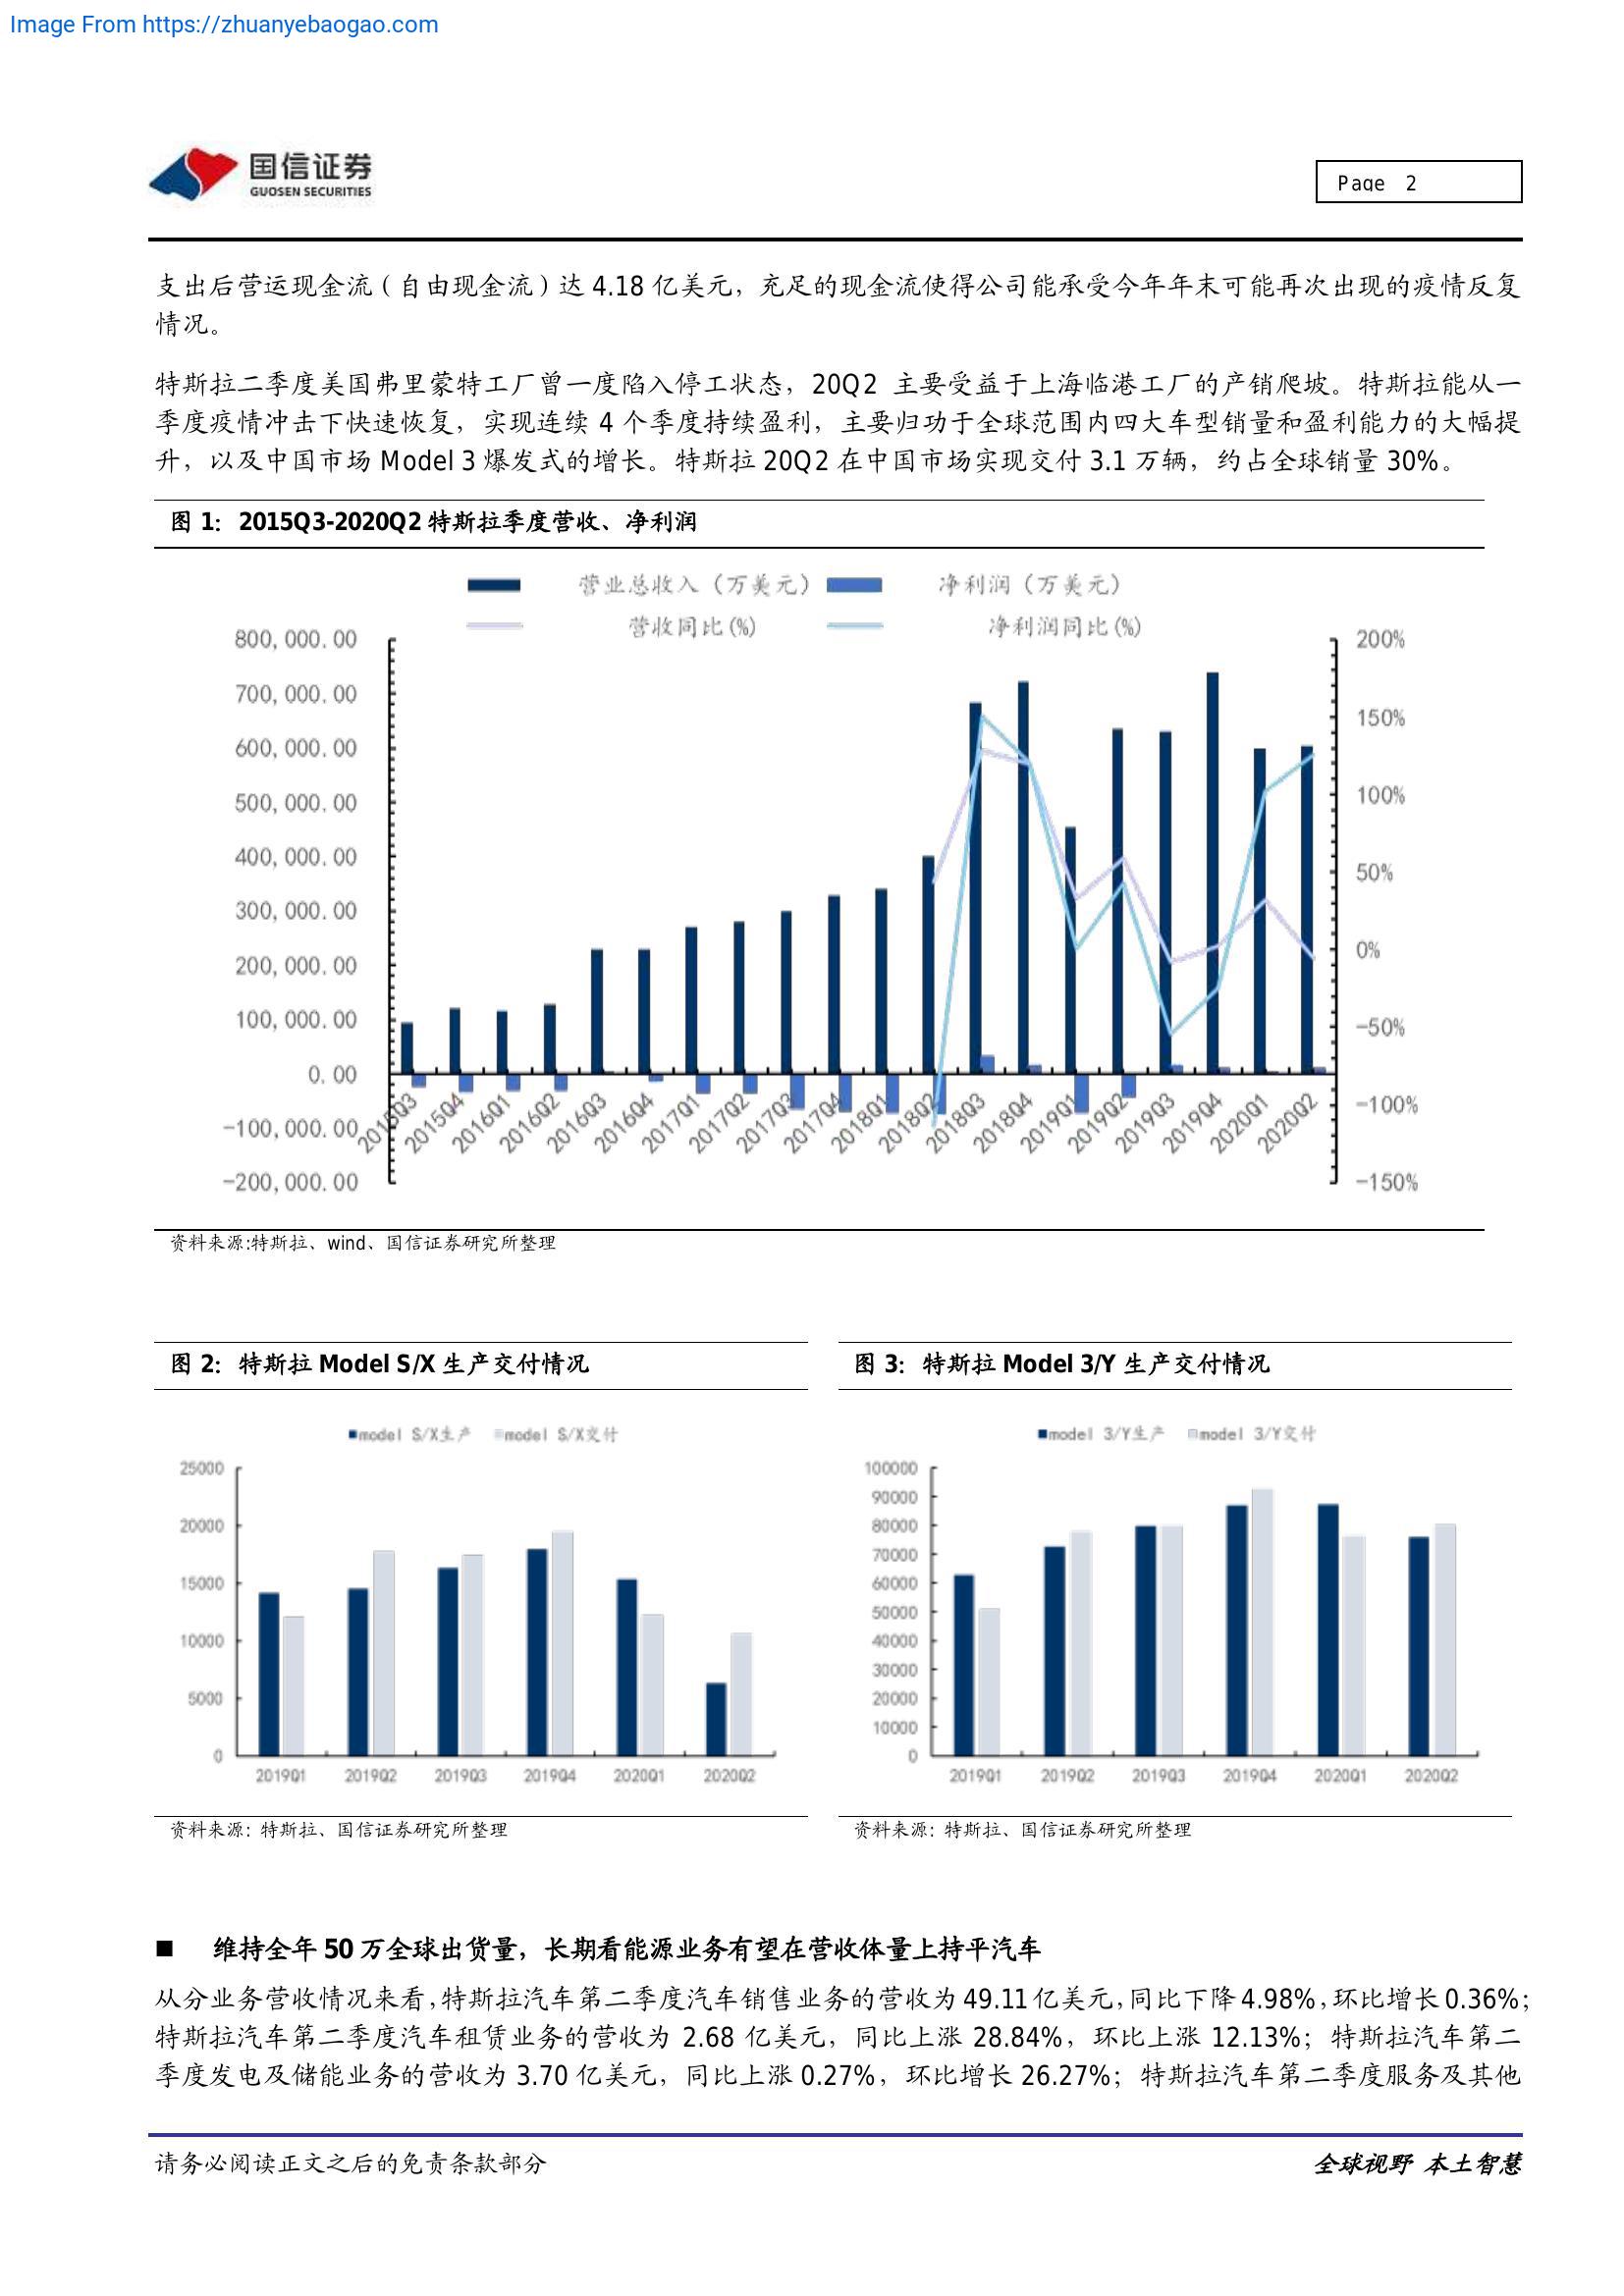 Image From https://zhuanyebaogao.com
国信证券
GUOSEN SECURITIES
Page 2
支出后营运现金流（自由现金流）达 4.18 亿美元，充足的现金流使得公司能承受今年年末可能再次出现的疫情反复
情况。
特斯拉二季度美国弗里蒙特工厂曾一度陷入停工状态，20Q2 主要受益于上海临港工厂的产销爬坡。特斯拉能从一
季度疫情冲击下快速恢复，实现连续 4 个季度持续盈利，主要归功于全球范围内四大车型销量和盈利能力的大幅提
升，以及中国市场 Model 3 爆发式的增长。特斯拉 20Q2 在中国市场实现交付 3.1 万辆，约占全球销量 30%。
图 1：2015Q3-2020Q2 特斯拉季度营收、净利润
营业总收入（万美元） 净利润（万美元）
营收同比(%) 净利润同比(%)
800,000.00 200%
700,000.00 150%
600,000.00
500,000.00 100%
400,000.00 50%
300,000.00
200,000.00 0%
100,000.00 -50%
0.00
-100,000.00 -100%
-200,000.00 -150%
2015Q3 2015Q4 2016Q1 2016Q2 2016Q3 2016Q4 2017Q1 2017Q2 2017Q3 2017Q4 2018Q1 2018Q2 2018Q3 2018Q4 2019Q1 2019Q2 2019Q3 2019Q4 2020Q1 2020Q2
资料来源:特斯拉、wind、国信证券研究所整理
图 2：特斯拉 Model S/X 生产交付情况
model S/X生产 model S/X交付
25000
20000
15000
10000
5000
0
2019Q1 2019Q2 2019Q3 2019Q4 2020Q1 2020Q2
资料来源：特斯拉、国信证券研究所整理
图 3：特斯拉 Model 3/Y 生产交付情况
model 3/Y生产 model 3/Y交付
100000
90000
80000
70000
60000
50000
40000
30000
20000
10000
0
2019Q1 2019Q2 2019Q3 2019Q4 2020Q1 2020Q2
资料来源：特斯拉、国信证券研究所整理
■ 维持全年 50 万全球出货量，长期看能源业务有望在营收体量上持平汽车
从分业务营收情况来看，特斯拉汽车第二季度汽车销售业务的营收为 49.11 亿美元，同比下降 4.98%，环比增长 0.36%；
特斯拉汽车第二季度汽车租赁业务的营收为 2.68 亿美元，同比上涨 28.84%，环比上涨 12.13%；特斯拉汽车第二
季度发电及储能业务的营收为 3.70 亿美元，同比上涨 0.27%，环比增长 26.27%；特斯拉汽车第二季度服务及其他
请务必阅读正文之后的免责条款部分
全球视野 本土智慧